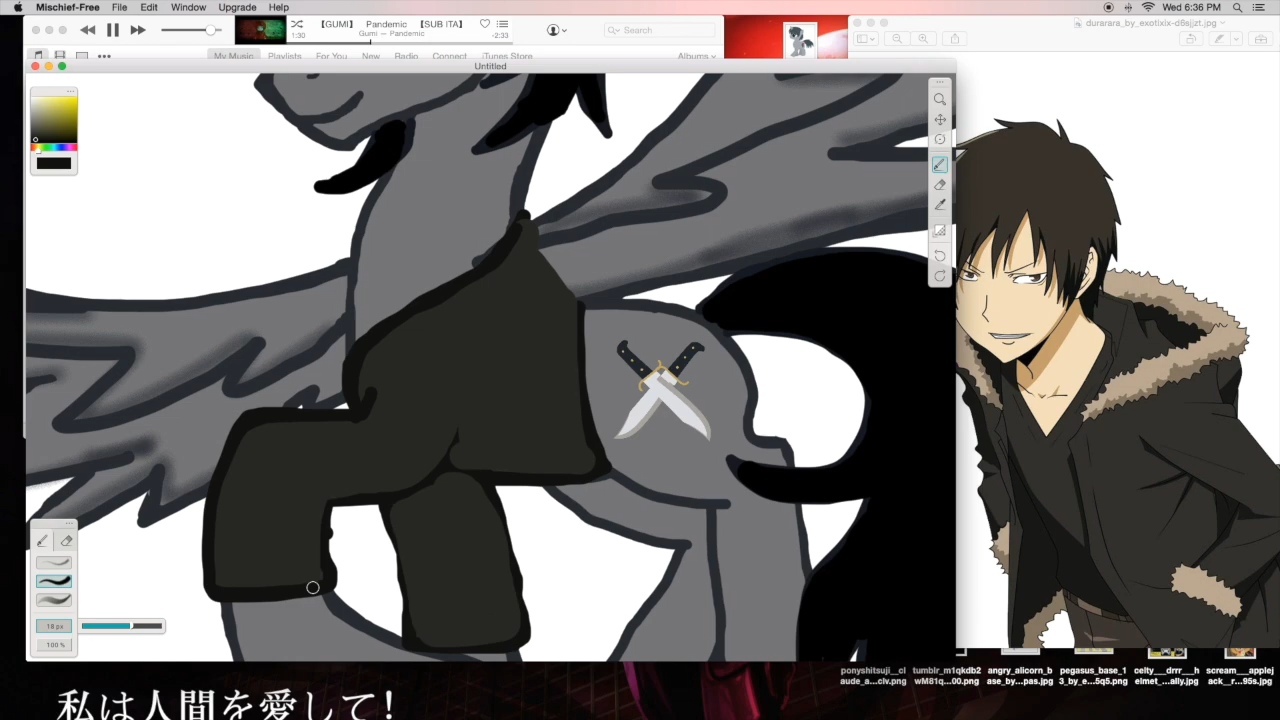 Mischief-Free File Edit Window Upgrade Help Wed 6:36 PM
【GUMI】 Pandemic 【SUB ITA】
1:30 Gumi — Pandemic -2:33
Search
durarara_by_exotixix-d8sjjzt.jpg
My Music Playlists For You New Radio Connect iTunes Store Albums
Untitled
18 px
100 %
ponyshitsuji__cl
aude_a...civ.png
tumblr_m1qkdb2
wM81q...00.png
angry_alicorn_b
ase_by...pas.jpg
pegasus_base_1
3_by_e...5q5.png
celty___drrr___h
elmet_...ally.jpg
scream___applej
ack__r...95s.jpg
私は人間を愛して!